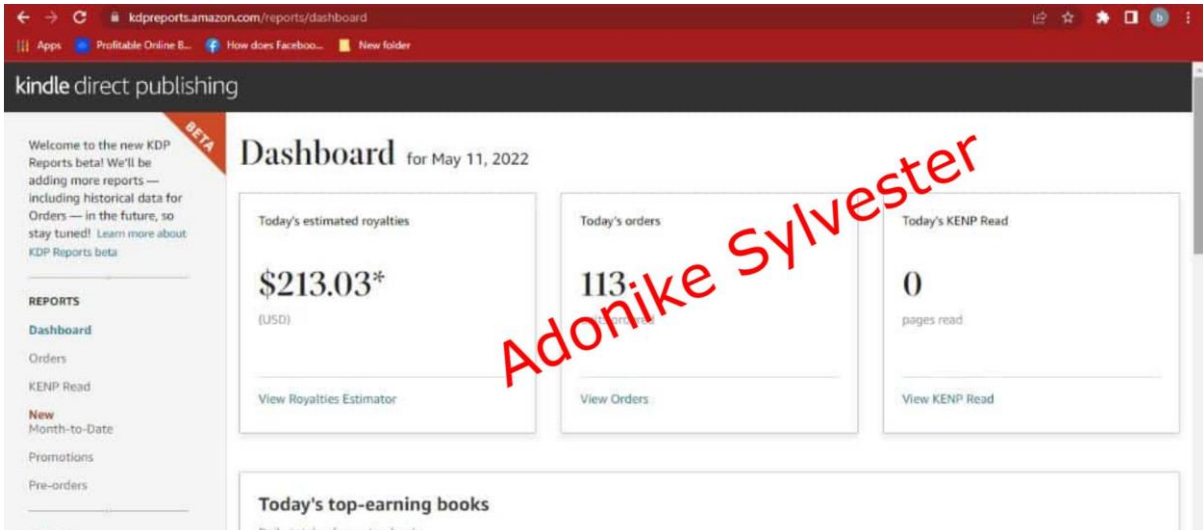 kdpreports.amazon.com/reports/dashboard
b
Apps
Profitable Online B...
How does Faceboo...
New folder
kindle direct publishing
BETA
Welcome to the new KDP
Reports beta! We'll be
adding more reports —
including historical data for
Orders — in the future, so
stay tuned! Learn more about
KDP Reports beta
REPORTS
Dashboard
Orders
KENP Read
New
Month-to-Date
Promotions
Pre-orders
Dashboard for May 11, 2022
Today's estimated royalties
$213.03*
(USD)
View Royalties Estimator
Today's orders
113
View Orders
Today's KENP Read
0
pages read
View KENP Read
Adonike Sylvester
Today's top-earning books